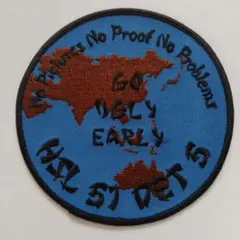 No Pictures No Proof No Problems
GO
UGLY
EARLY
HSL 51 DET 5